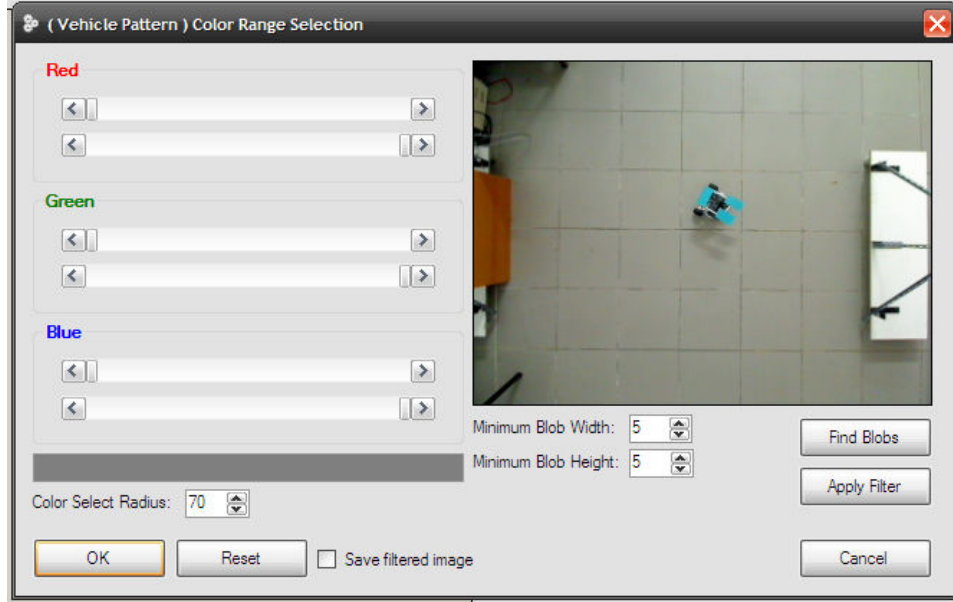 ( Vehicle Pattern ) Color Range Selection
Red
Green
Blue
Color Select Radius: 70
Minimum Blob Width: 5
Minimum Blob Height: 5
Find Blobs
Apply Filter
OK
Reset
Save filtered image
Cancel